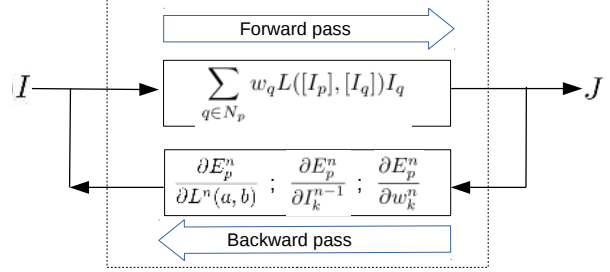 Forward pass
I ∑_{q∈N_p} w_q L([I_p], [I_q]) I_q J
∂E_p^n/∂L^n(a, b) ; ∂E_p^n/∂I_k^{n−1} ; ∂E_p^n/∂w_k^n
Backward pass